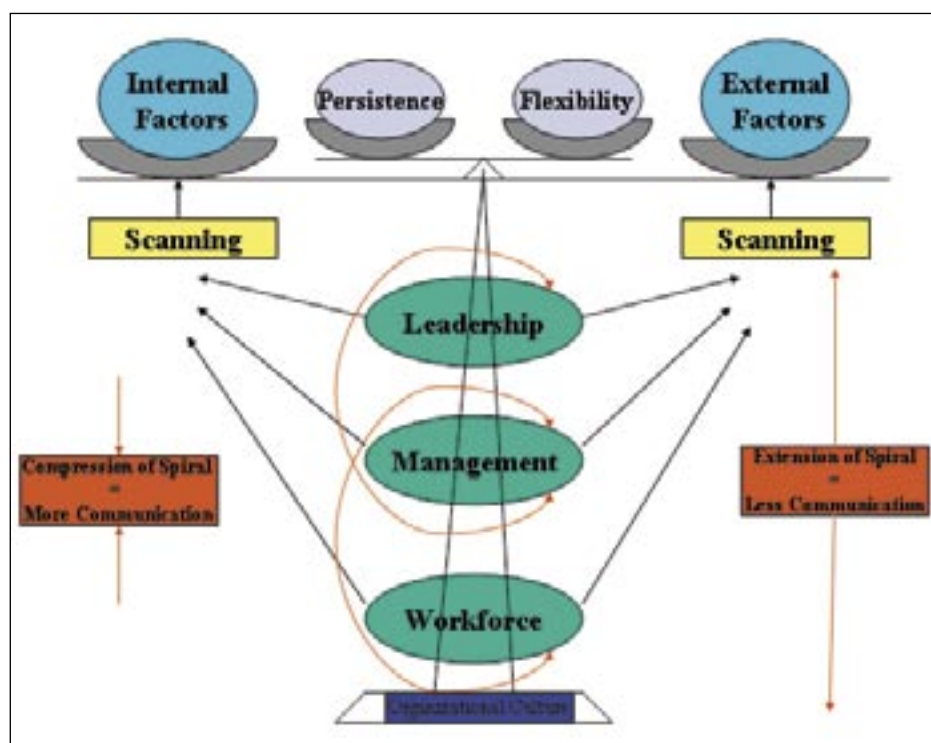 Internal
Factors
Persistence
Flexibility
External
Factors
Scanning
Scanning
Leadership
Compression of Spiral
=
More Communication
Management
Extension of Spiral
=
Less Communication
Workforce
Organizational Culture